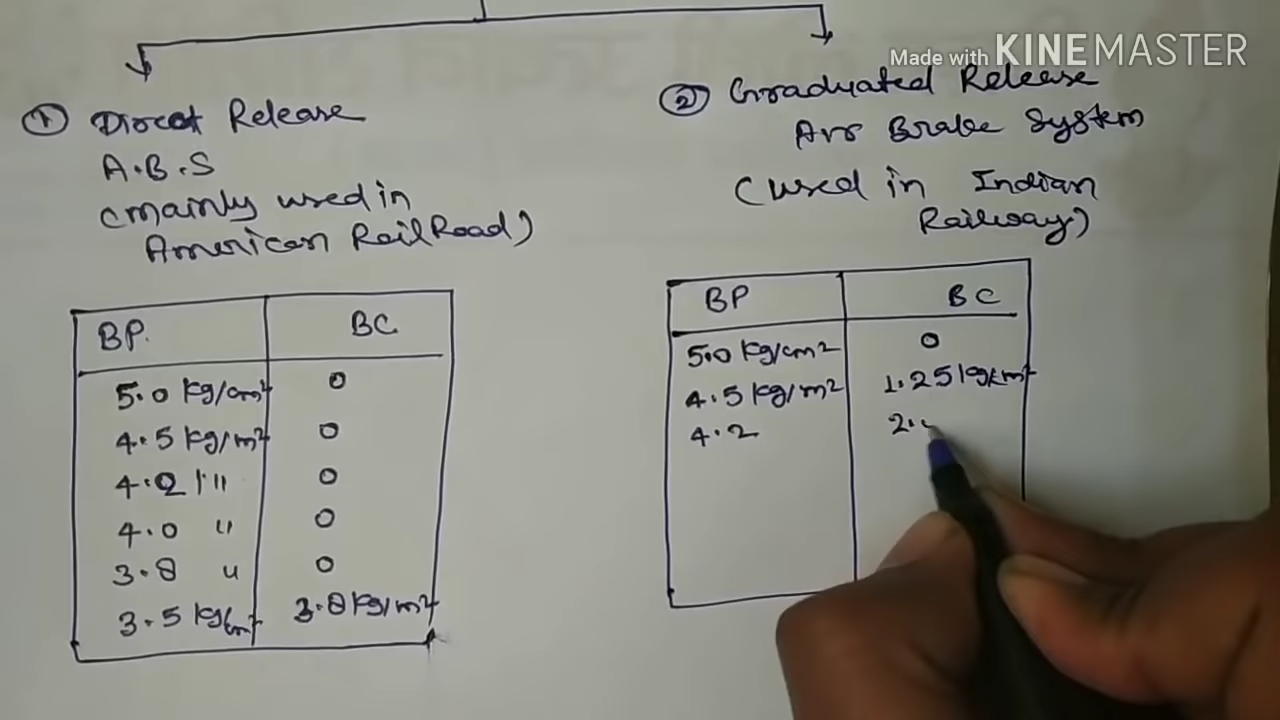 Made with KINEMASTER
① Direct Release
A.B.S
(mainly used in
American RailRoad)
BP. BC
5.0 kg/cm² 0
4.5 kg/m² 0
4.2 " 0
4.0 " 0
3.8 " 0
3.5 kg/m² 3.8 kg/m²
② Graduated Release
Air Brake System
(used in Indian
Railway)
BP BC
5.0 kg/cm² 0
4.5 kg/m² 1.25 kg/m²
4.2 2.